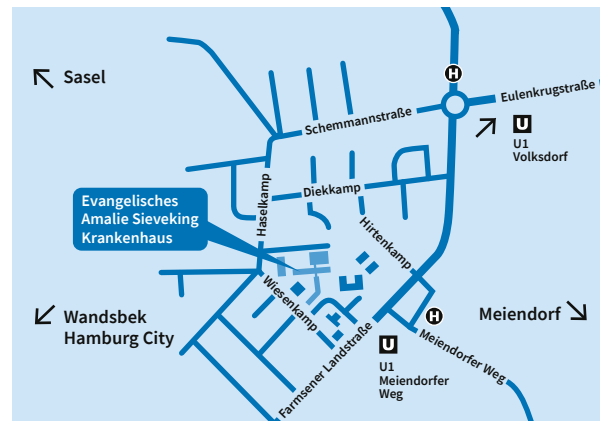 H
Eulenkrugstraße
Sasel
Schemmannstraße
U
U1
Volksdorf
Diekkamp
Evangelisches
Amalie Sieveking
Krankenhaus
Haselkamp
Hirtenkamp
Wiesenkamp
Wandsbek
Hamburg City
Meiendorf
H
Farmsener Landstraße
U
U1
Meiendorfer
Weg
Meiendorfer Weg